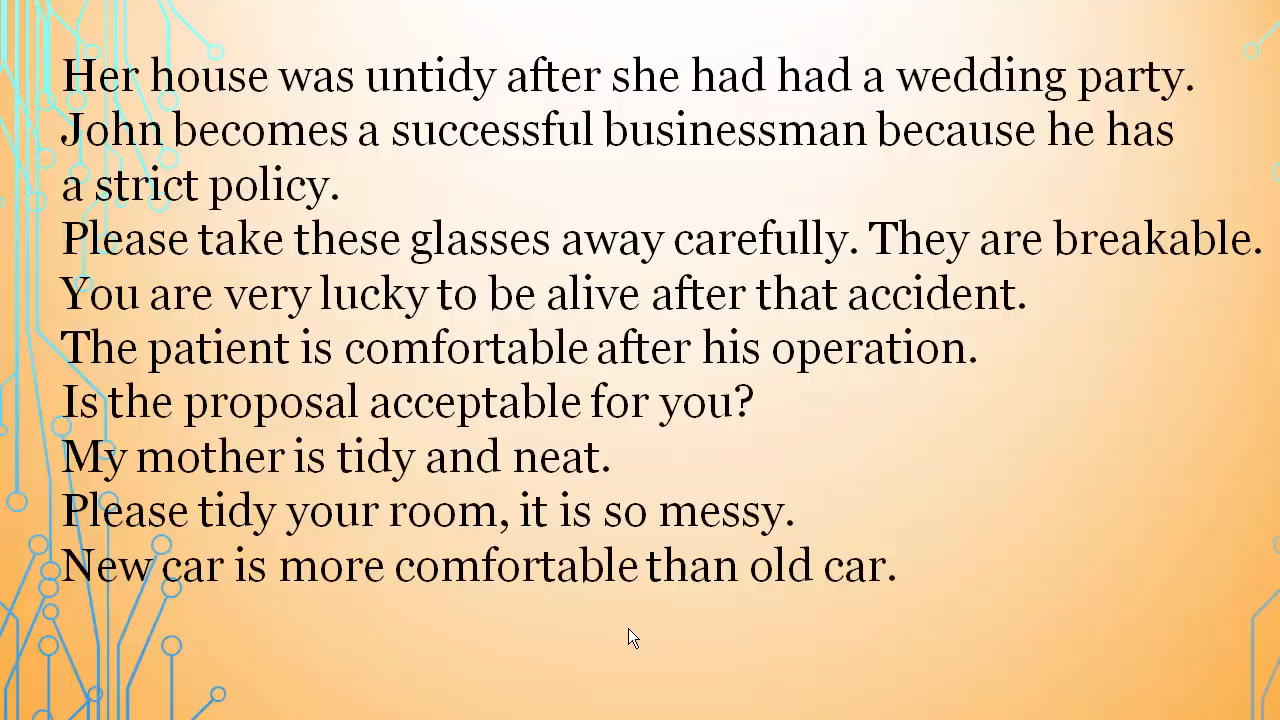 Her house was untidy after she had had a wedding party.
John becomes a successful businessman because he has
a strict policy.
Please take these glasses away carefully. They are breakable.
You are very lucky to be alive after that accident.
The patient is comfortable after his operation.
Is the proposal acceptable for you?
My mother is tidy and neat.
Please tidy your room, it is so messy.
New car is more comfortable than old car.